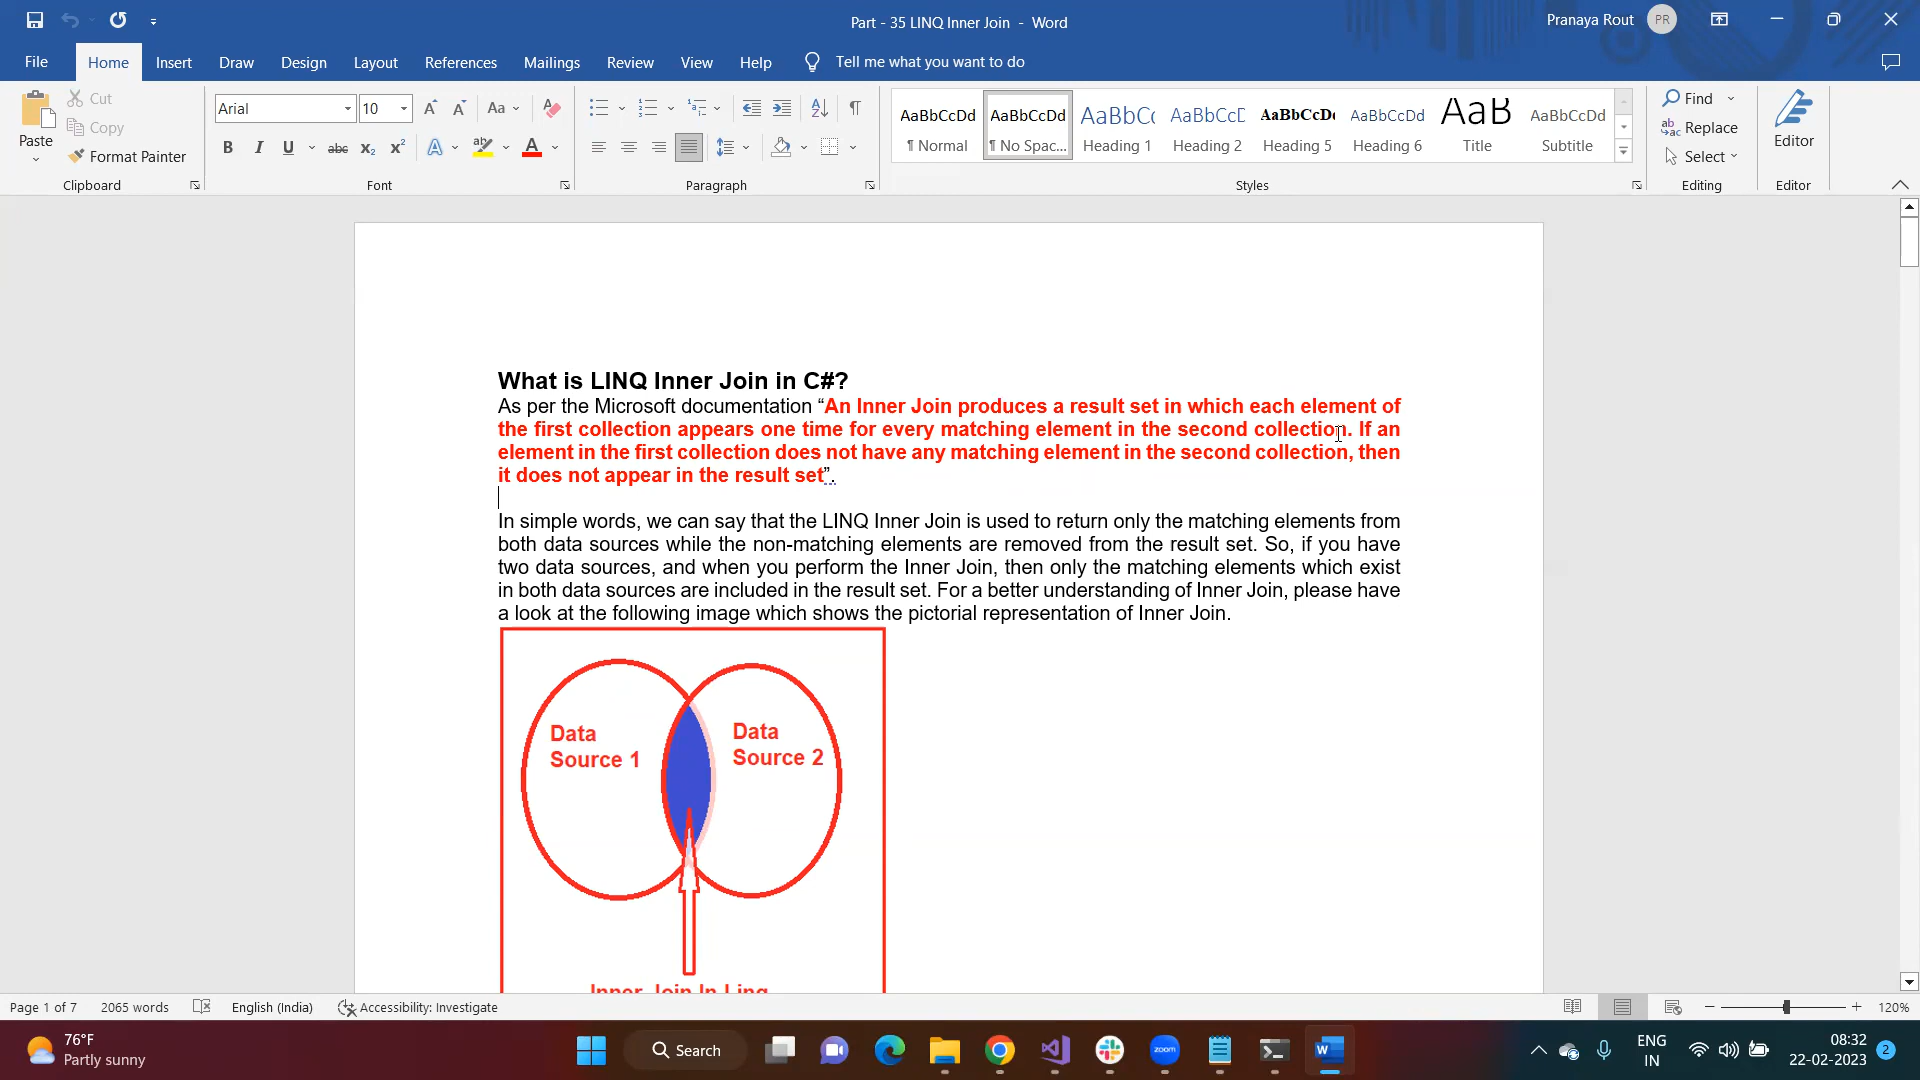 Part - 35 LINQ Inner Join - Word
Pranaya Rout PR
File Home Insert Draw Design Layout References Mailings Review View Help Tell me what you want to do
Paste
Cut
Copy
Format Painter
Clipboard
Arial 10 Aa
B I U abc x₂ x² A A
Font
Paragraph
AaBbCcDd AaBbCcDd AaBbC( AaBbCcC AaBbCcDc AaBbCcDd AaB AaBbCcDd
¶ Normal ¶ No Spac... Heading 1 Heading 2 Heading 5 Heading 6 Title Subtitle
Styles
Find
Replace
Select
Editing
Editor
Editor
What is LINQ Inner Join in C#?
As per the Microsoft documentation “An Inner Join produces a result set in which each element of
the first collection appears one time for every matching element in the second collection. If an
element in the first collection does not have any matching element in the second collection, then
it does not appear in the result set”.
In simple words, we can say that the LINQ Inner Join is used to return only the matching elements from
both data sources while the non-matching elements are removed from the result set. So, if you have
two data sources, and when you perform the Inner Join, then only the matching elements which exist
in both data sources are included in the result set. For a better understanding of Inner Join, please have
a look at the following image which shows the pictorial representation of Inner Join.
Data
Source 1
Data
Source 2
Inner Join In Linq
Page 1 of 7 2065 words English (India) Accessibility: Investigate 120%
76°F
Partly sunny
Search
zoom
ENG
IN
08:32
22-02-2023
2